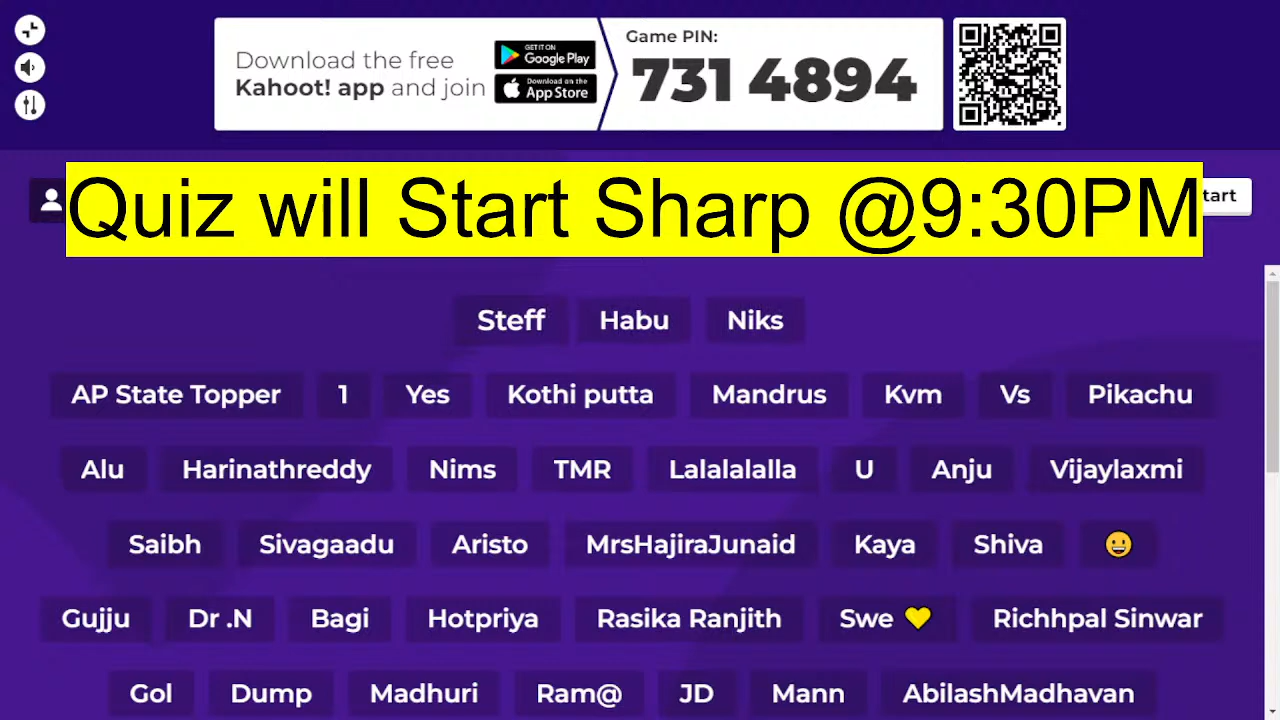 Download the free
Kahoot! app and join
GET IT ON
Google Play
Download on the
App Store
Game PIN:
731 4894
Quiz will Start Sharp @9:30PM
tart
Steff Habu Niks
AP State Topper 1 Yes Kothi putta Mandrus Kvm Vs Pikachu
Alu Harinathreddy Nims TMR Lalalalalla U Anju Vijaylaxmi
Saibh Sivagaadu Aristo MrsHajiraJunaid Kaya Shiva 😀
Gujju Dr .N Bagi Hotpriya Rasika Ranjith Swe 💛 Richhpal Sinwar
Gol Dump Madhuri Ram@ JD Mann AbilashMadhavan